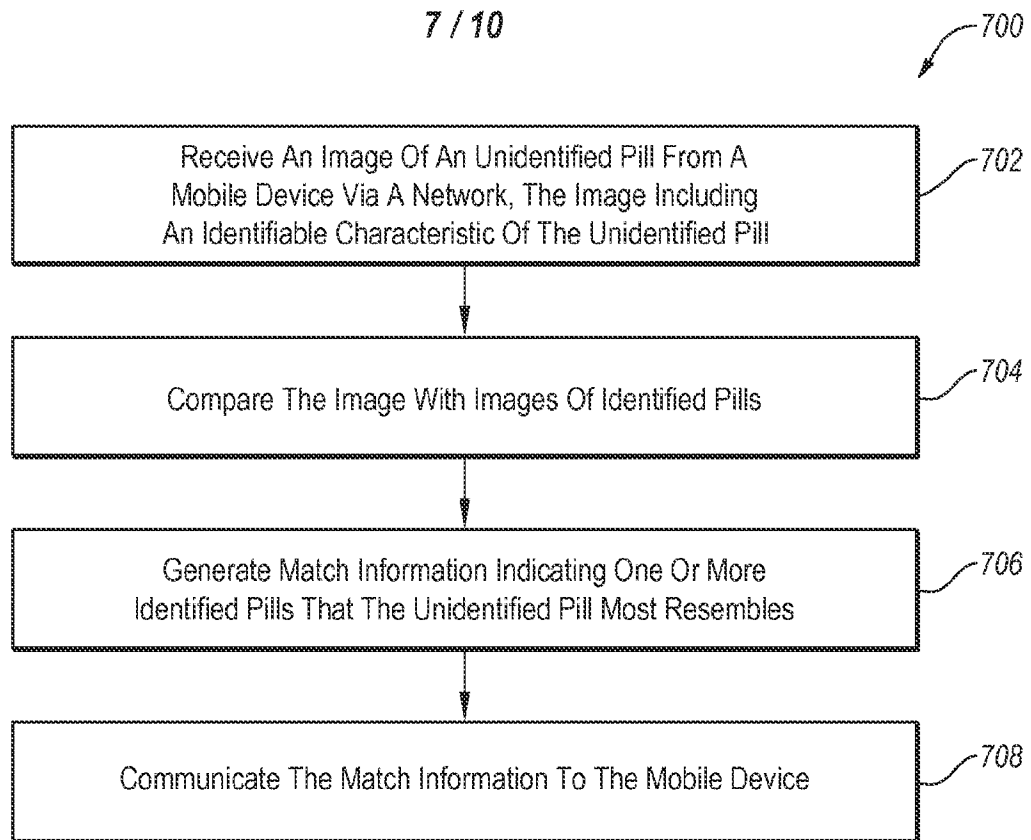 7 / 10
700
Receive An Image Of An Unidentified Pill From A
Mobile Device Via A Network, The Image Including
An Identifiable Characteristic Of The Unidentified Pill
702
Compare The Image With Images Of Identified Pills
704
Generate Match Information Indicating One Or More
Identified Pills That The Unidentified Pill Most Resembles
706
Communicate The Match Information To The Mobile Device
708